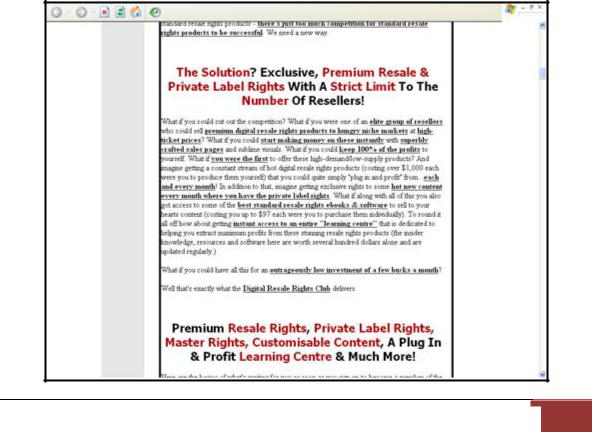 standard resale rights products – there's just too much competition for standard resale
rights products to be successful. We need a new way.
The Solution? Exclusive, Premium Resale &
Private Label Rights With A Strict Limit To The
Number Of Resellers!
What if you could cut out the competition? What if you were one of an elite group of resellers
who could sell premium digital resale rights products to hungry niche markets at high-
ticket prices? What if you could start making money on these instantly with superbly
crafted sales pages and sublime visuals. What if you could keep 100% of the profits to
yourself. What if you were the first to offer these high-demand/low-supply products? And
imagine getting a constant stream of hot digital resale rights products (costing over $1,000 each
were you to produce them yourself) that you could quite simply "plug in and profit" from each
and every month! In addition to that, imagine getting exclusive rights to some hot new content
every month where you have the private label rights. What if along with all of this you also
got access to some of the best standard resale rights ebooks & software to sell to your
hearts content (costing you up to $97 each were you to purchase them individually). To round it
all off how about getting instant access to an entire "learning centre" that is dedicated to
helping you extract maximum profits from these stunning resale rights products (the insider
knowledge, resources and software here are worth several hundred dollars alone and are
updated regularly.)
What if you could have all this for an outrageously low investment of a few bucks a month?
Well that's exactly what the Digital Resale Rights Club delivers.
Premium Resale Rights, Private Label Rights,
Master Rights, Customisable Content, A Plug In
& Profit Learning Centre & Much More!
Here are the basics of what's waiting for you as soon as you sign up to become a member of the